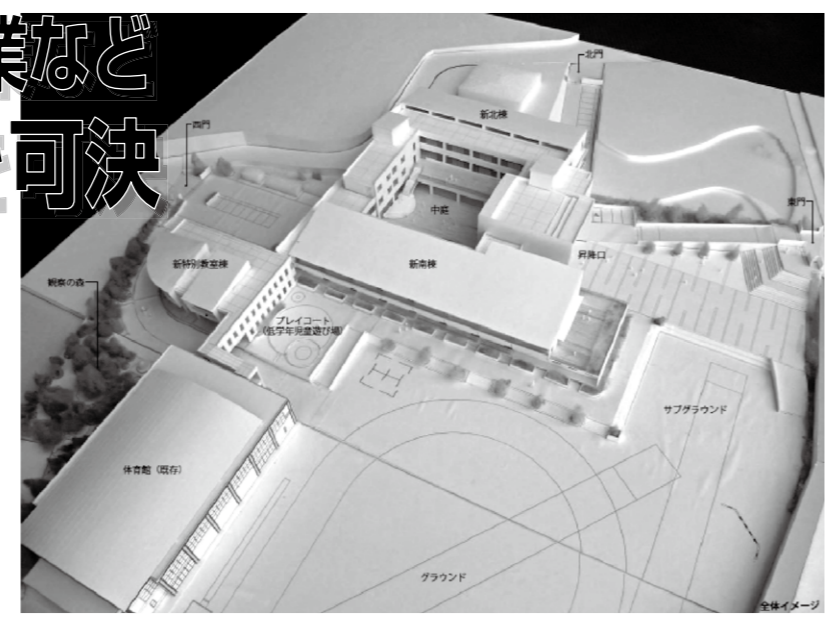 業など
可決
北門
西門
新北棟
中庭
東門
昇降口
新特別教室棟
新南棟
観察の森
プレイコート
(低学年児童遊び場)
サブグラウンド
体育館(既存)
グラウンド
全体イメージ